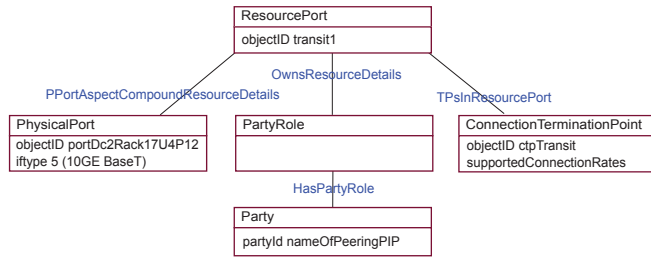 ResourcePort
objectID transit1
OwnsResourceDetails
PPortAspectCompoundResourceDetails
TPsInResourcePort
PhysicalPort
objectID portDc2Rack17U4P12
iftype 5 (10GE BaseT)
PartyRole
ConnectionTerminationPoint
objectID ctpTransit
supportedConnectionRates
HasPartyRole
Party
partyId nameOfPeeringPIP